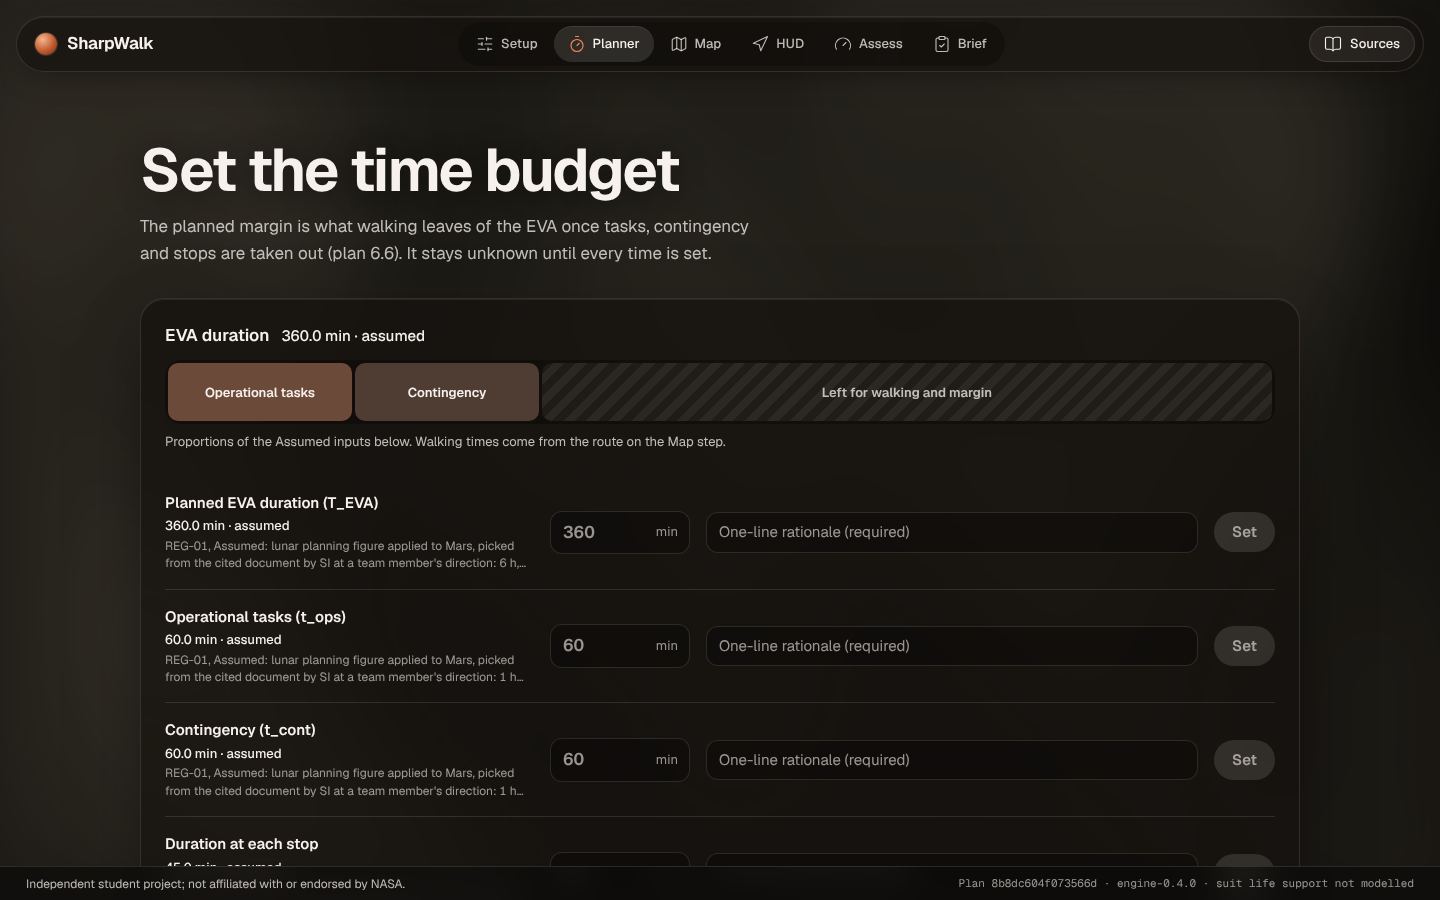 SharpWalk
Setup
Planner
Map
HUD
Assess
Brief
Sources
Set the time budget
The planned margin is what walking leaves of the EVA once tasks, contingency
and stops are taken out (plan 6.6). It stays unknown until every time is set.
EVA duration 360.0 min · assumed
Operational tasks
Contingency
Left for walking and margin
Proportions of the Assumed inputs below. Walking times come from the route on the Map step.
Planned EVA duration (T_EVA)
360.0 min · assumed
REG-01, Assumed: lunar planning figure applied to Mars, picked
from the cited document by SI at a team member's direction: 6 h,…
360 min
One-line rationale (required)
Set
Operational tasks (t_ops)
60.0 min · assumed
REG-01, Assumed: lunar planning figure applied to Mars, picked
from the cited document by SI at a team member's direction: 1 h…
60 min
One-line rationale (required)
Set
Contingency (t_cont)
60.0 min · assumed
REG-01, Assumed: lunar planning figure applied to Mars, picked
from the cited document by SI at a team member's direction: 1 h…
60 min
One-line rationale (required)
Set
Duration at each stop
Independent student project; not affiliated with or endorsed by NASA.
Plan 8b8dc604f073566d · engine-0.4.0 · suit life support not modelled